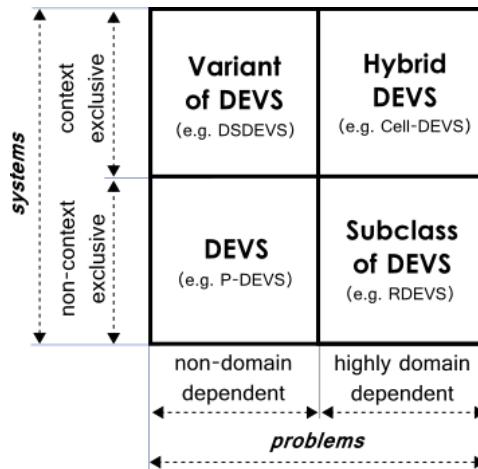 systems
context
exclusive
non-context
exclusive
Variant
of DEVS
(e.g. DSDEVS)
Hybrid
DEVS
(e.g. Cell-DEVS)
DEVS
(e.g. P-DEVS)
Subclass
of DEVS
(e.g. RDEVS)
non-domain
dependent
highly domain
dependent
problems